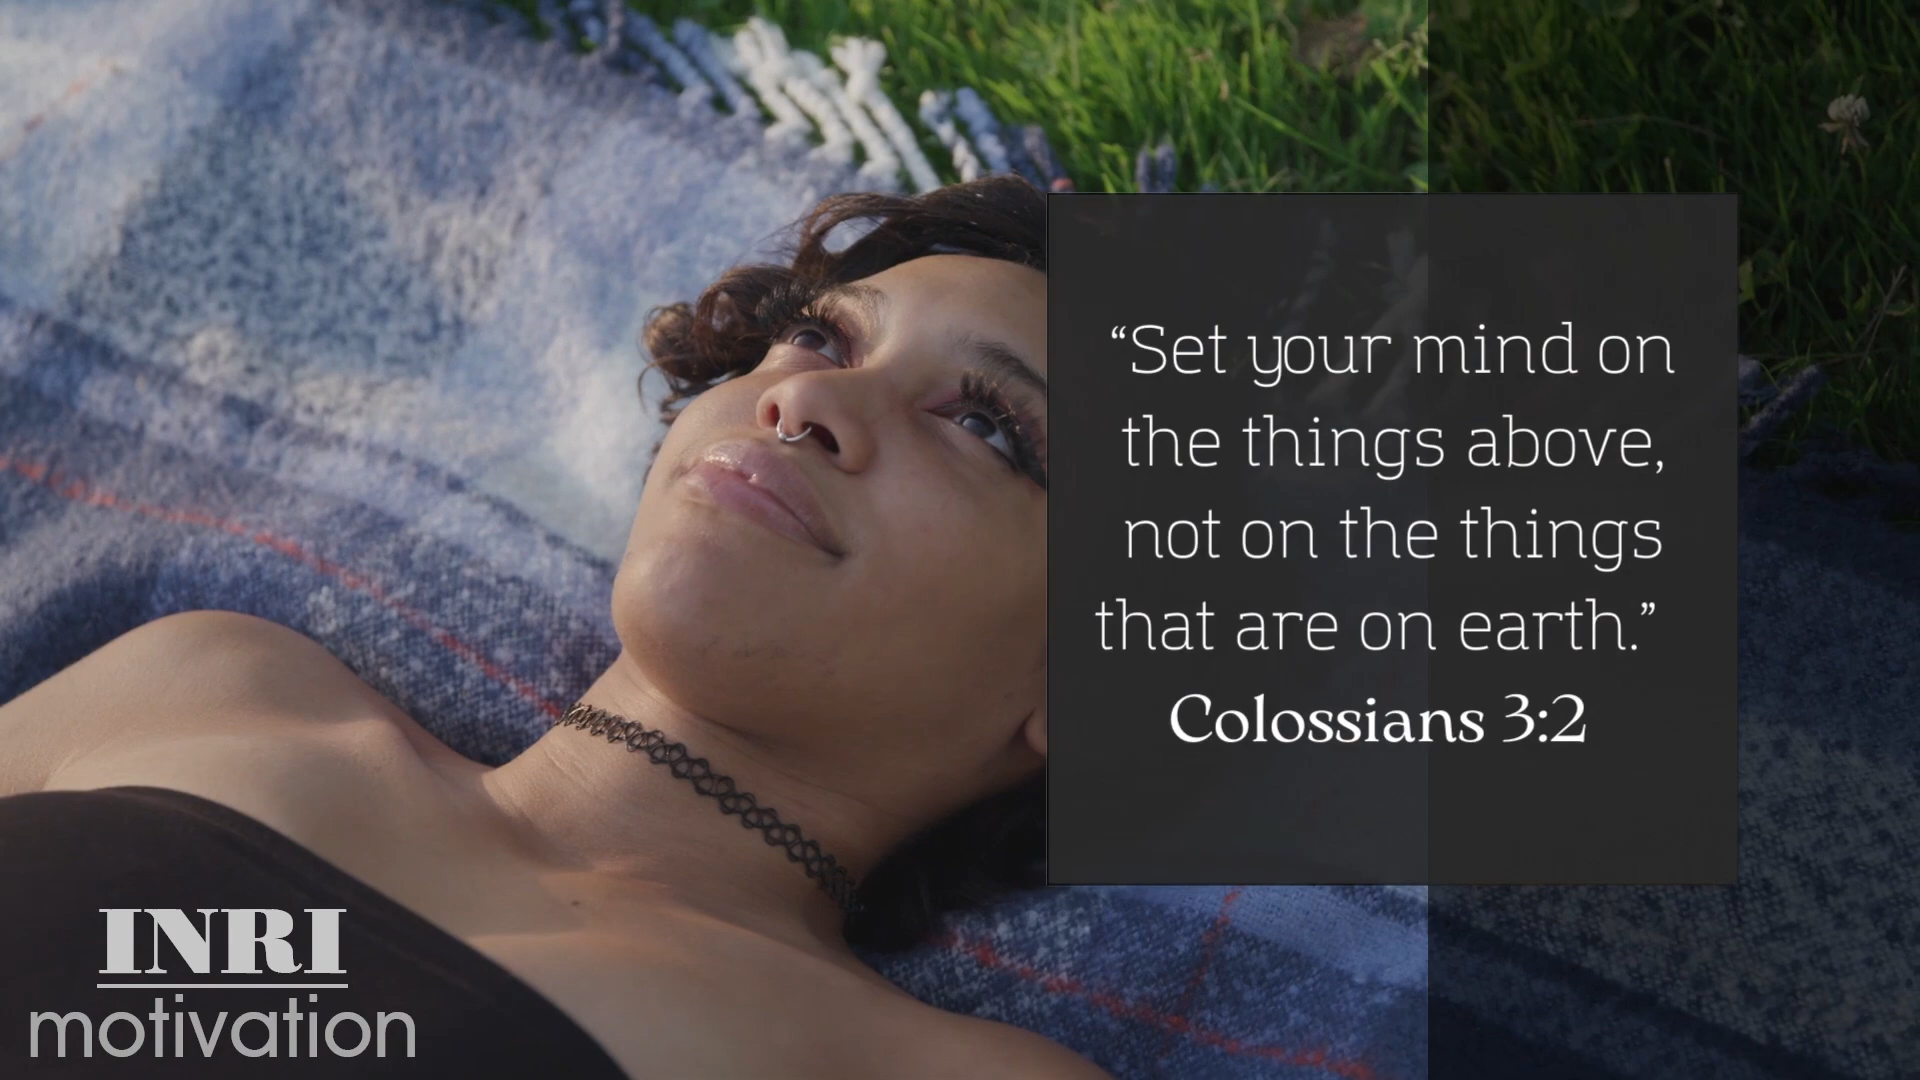 “Set your mind on
the things above,
not on the things
that are on earth.”
Colossians 3:2
INRI
motivation